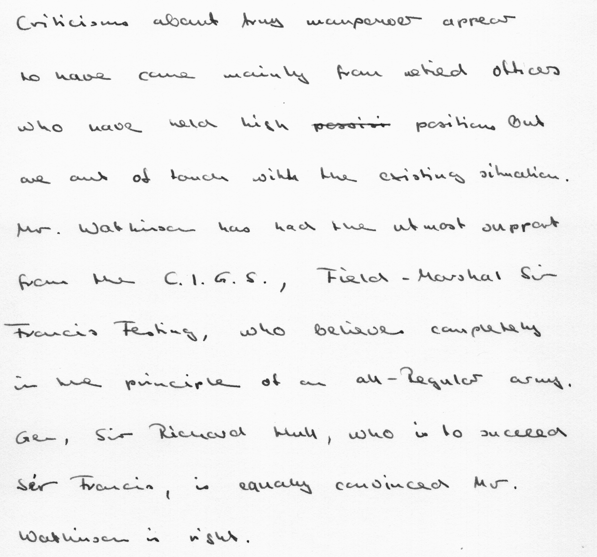 Criticisms about Army manpower appear
to have come mainly from retired officers
who have held high positions but
are out of touch with the existing situation.
Mr. Watkinson has had the utmost support
from the C.I.G.S., Field-Marshal Sir
Francis Festing, who believes completely
in the principle of an all-Regular army.
Gen, Sir Richard Hull, who is to succeed
Sir Francis, is equally convinced Mr.
Watkinson is right.